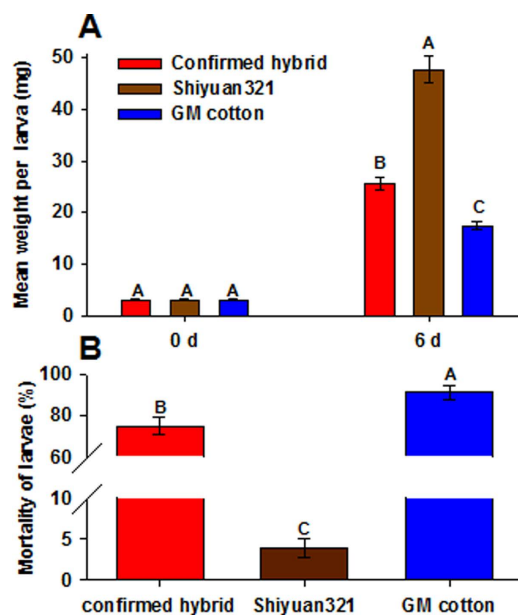 A
Mean weight per larva (mg)
50
40
30
20
10
0
Confirmed hybrid
Shiyuan321
GM cotton
A
A
A
B
A
C
0 d
6 d
B
Mortality of larvae (%)
100
80
60
10
5
0
B
C
A
confirmed hybrid
Shiyuan321
GM cotton